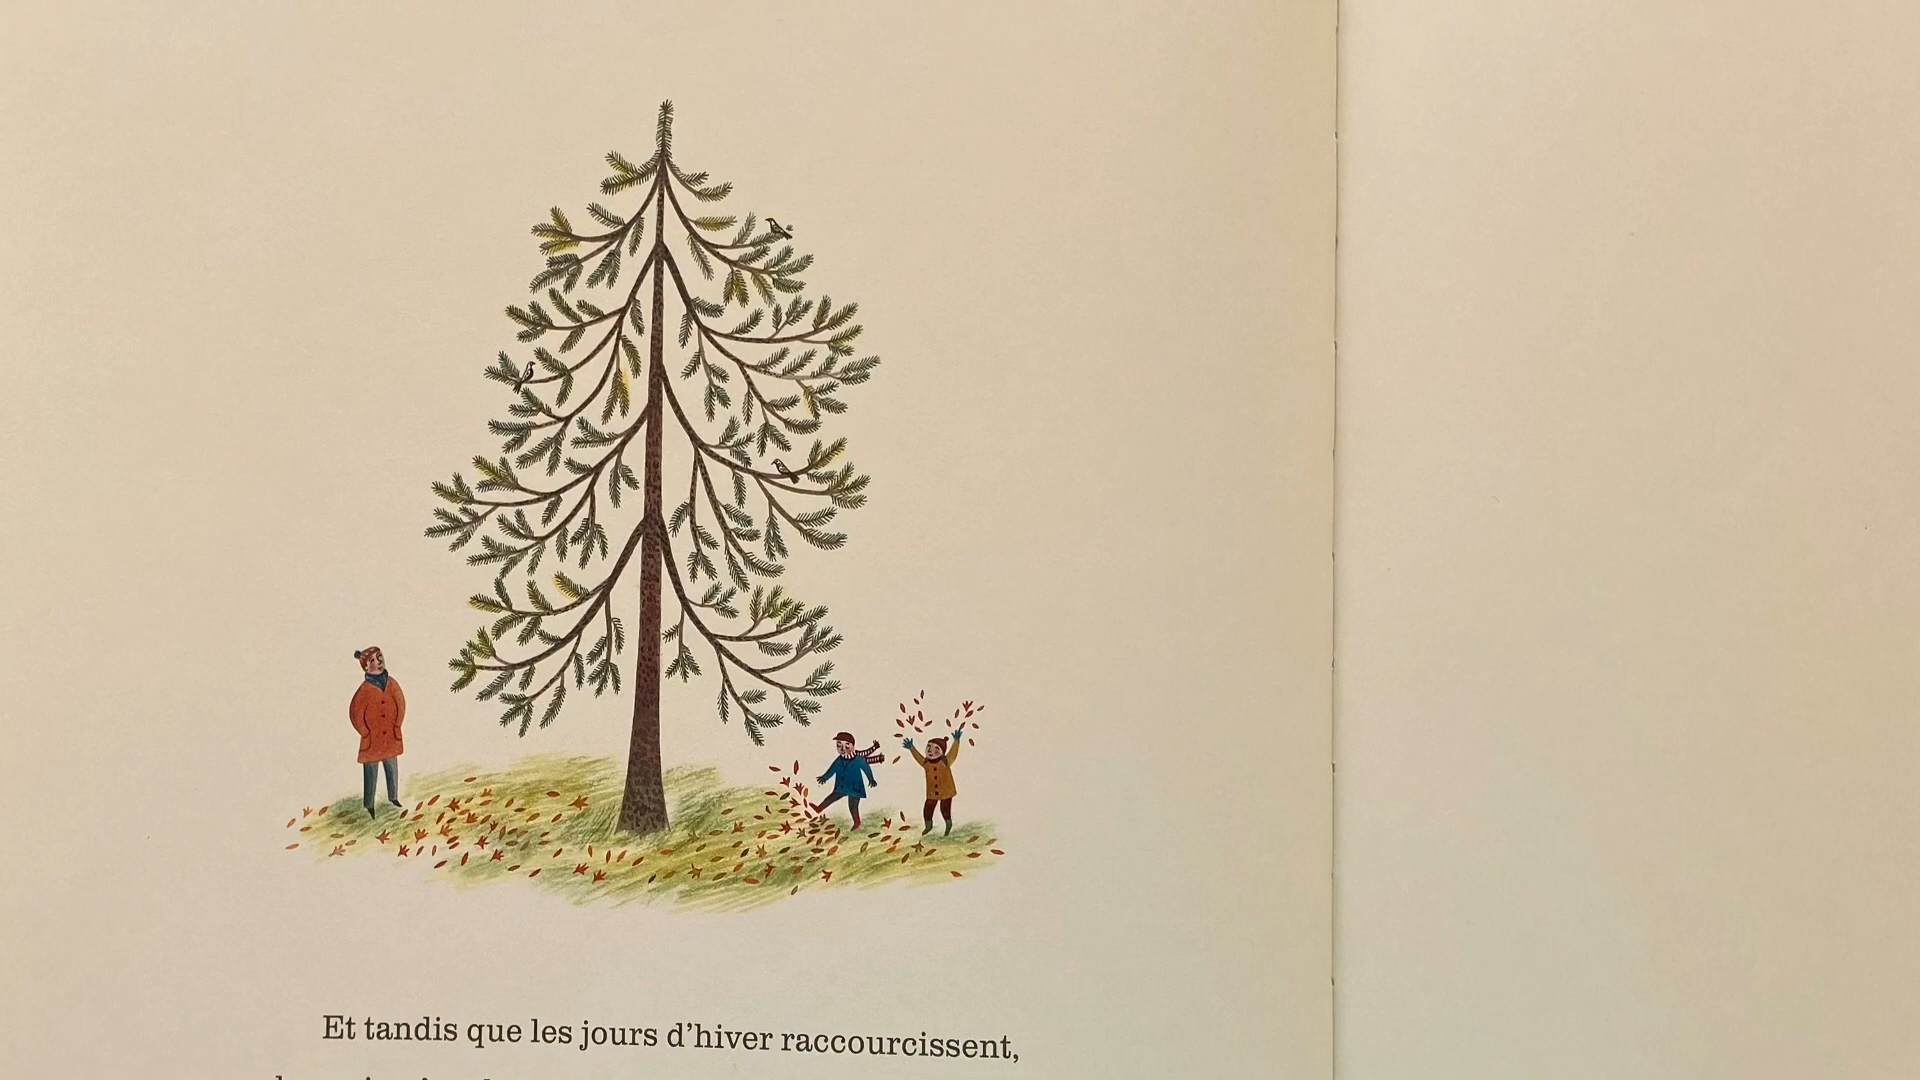 Et tandis que les jours d’hiver raccourcissent,